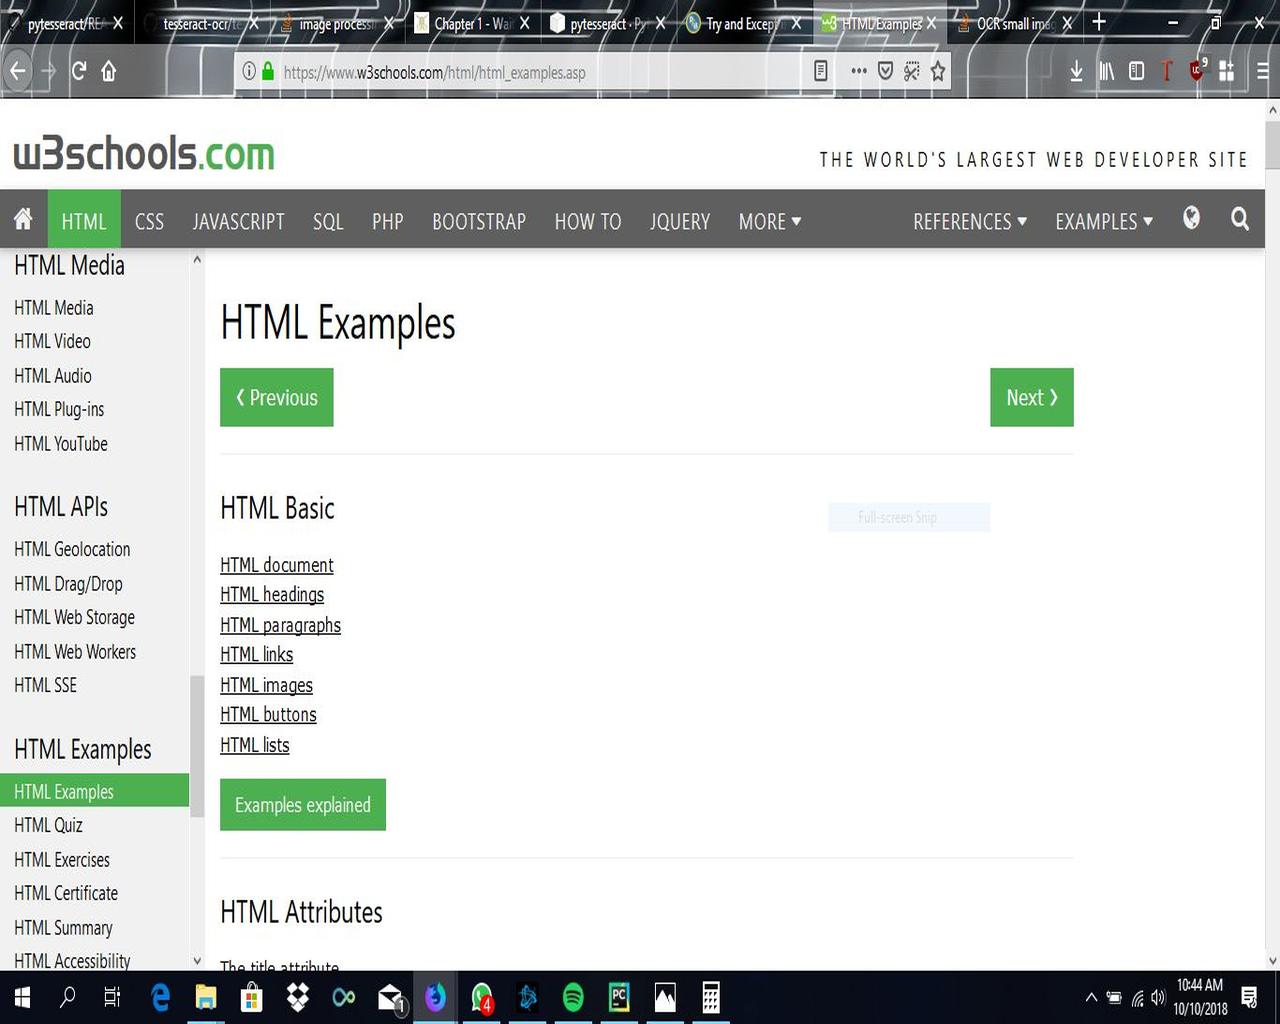 pytesseract/REA
tesseract-ocr/te
image processi
Chapter 1 - Wai
pytesseract · Py
Try and Except
HTML Examples
OCR small imag
https://www.w3schools.com/html/html_examples.asp
9
w3schools.com
THE WORLD'S LARGEST WEB DEVELOPER SITE
HTML CSS JAVASCRIPT SQL PHP BOOTSTRAP HOW TO JQUERY MORE REFERENCES EXAMPLES
HTML Media
HTML Media
HTML Video
HTML Audio
HTML Plug-ins
HTML YouTube
HTML APIs
HTML Geolocation
HTML Drag/Drop
HTML Web Storage
HTML Web Workers
HTML SSE
HTML Examples
HTML Examples
HTML Quiz
HTML Exercises
HTML Certificate
HTML Summary
HTML Accessibility
HTML Examples
❮ Previous
Next ❯
HTML Basic
Full-screen Snip
HTML document
HTML headings
HTML paragraphs
HTML links
HTML images
HTML buttons
HTML lists
Examples explained
HTML Attributes
The title attribute
1
4
PC
10:44 AM
10/10/2018